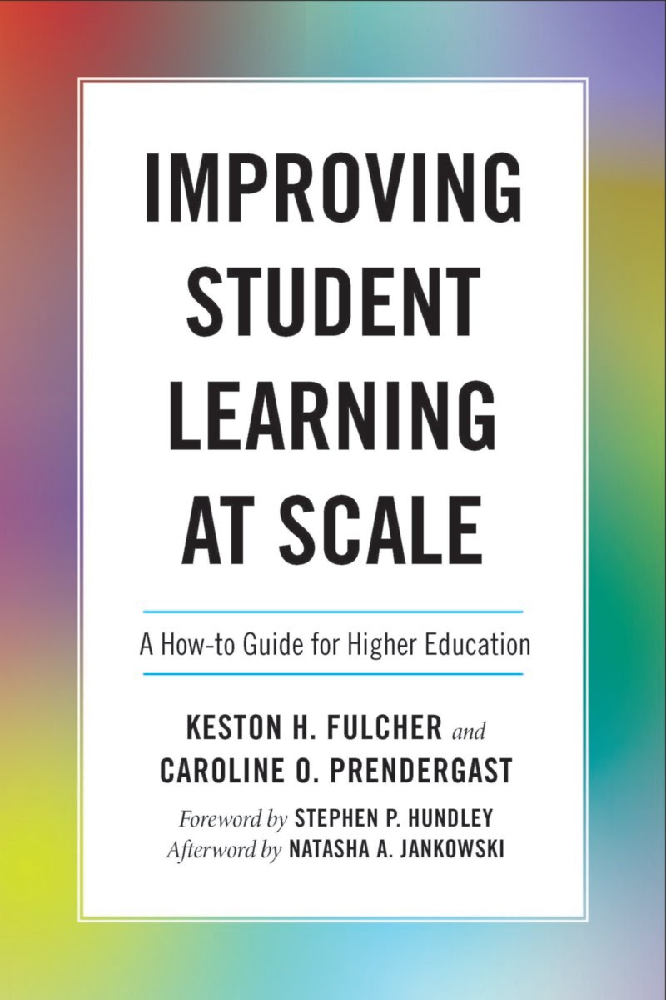 IMPROVING
STUDENT
LEARNING
AT SCALE
A How-to Guide for Higher Education
KESTON H. FULCHER and
CAROLINE O. PRENDERGAST
Foreword by STEPHEN P. HUNDLEY
Afterword by NATASHA A. JANKOWSKI